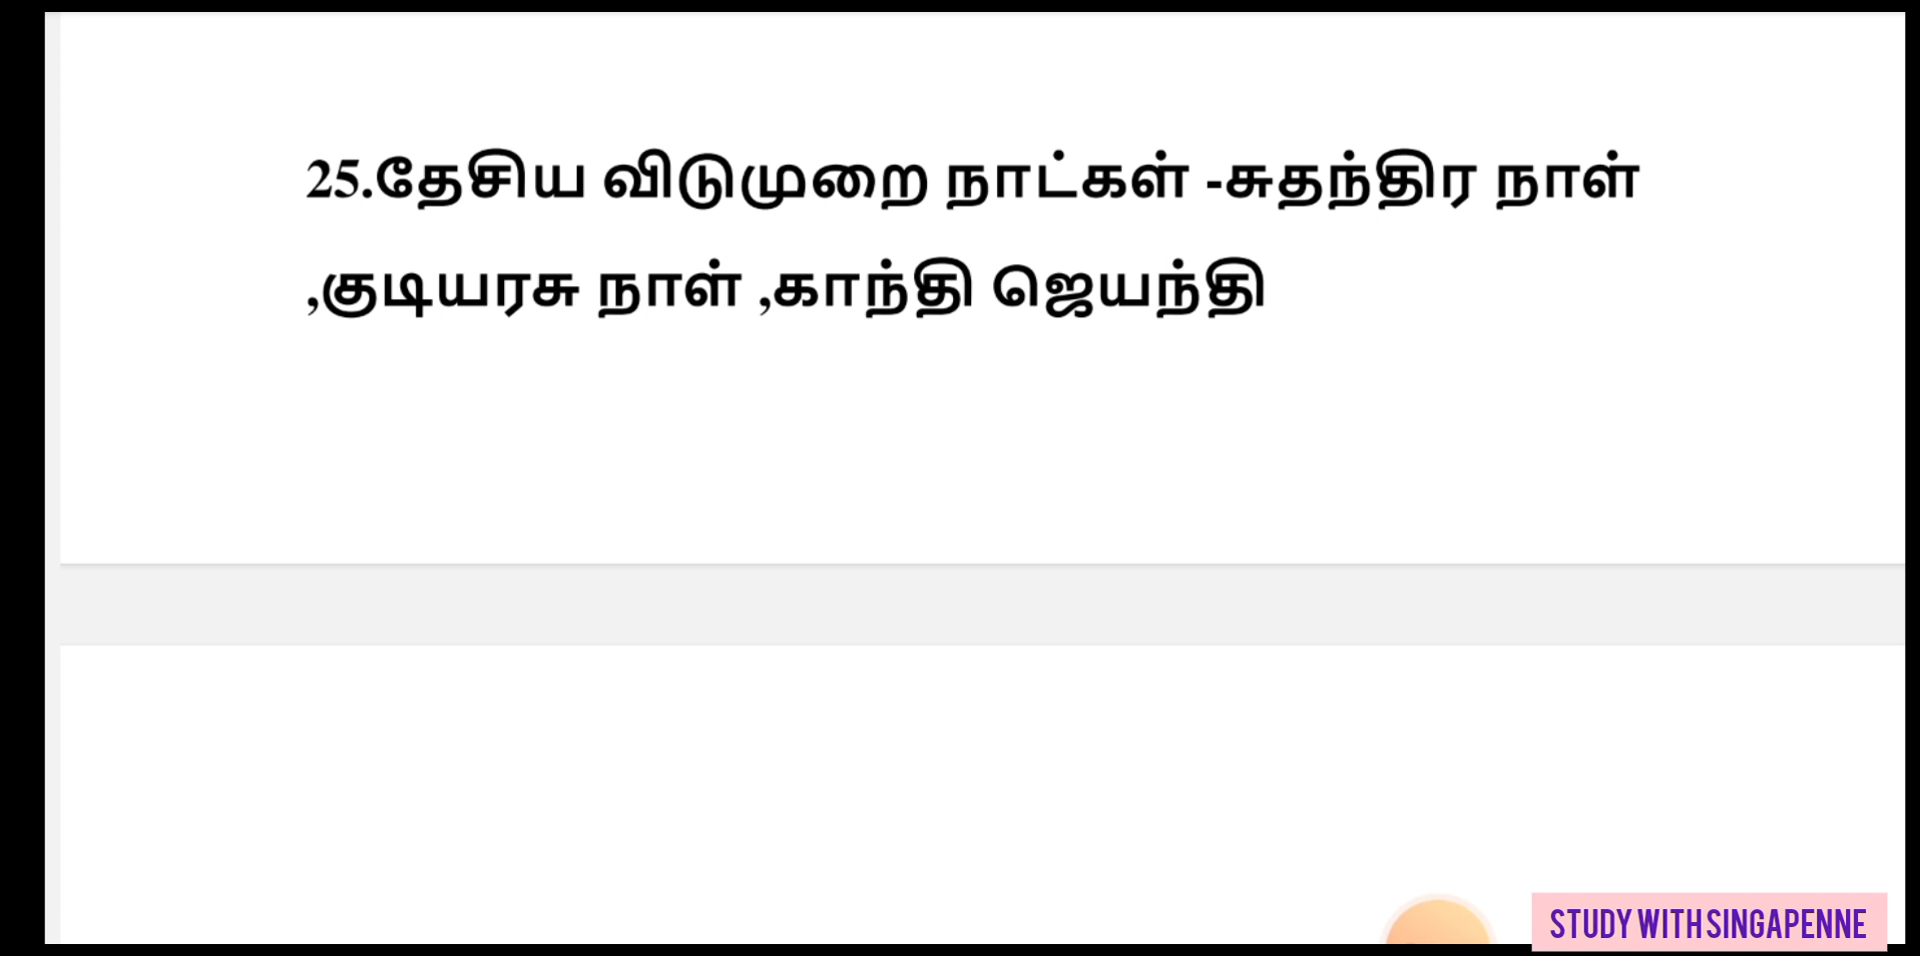 25.தேசிய விடுமுறை நாட்கள் -சுதந்திர நாள்
,குடியரசு நாள் ,காந்தி ஜெயந்தி
STUDY WITH SINGAPENNE